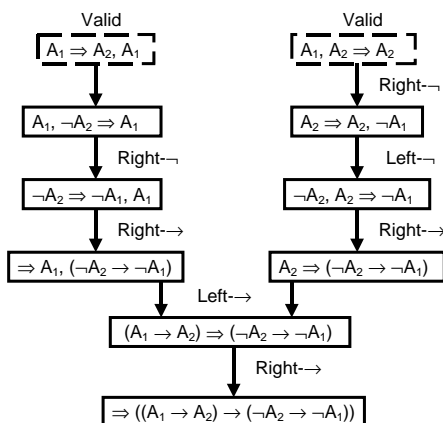 Valid
A₁ ⇒ A₂, A₁
A₁, ¬A₂ ⇒ A₁
Right-¬
¬A₂ ⇒ ¬A₁, A₁
Right-→
⇒ A₁, (¬A₂ → ¬A₁)
Valid
A₁, A₂ ⇒ A₂
Right-¬
A₂ ⇒ A₂, ¬A₁
Left-¬
¬A₂, A₂ ⇒ ¬A₁
Right-→
A₂ ⇒ (¬A₂ → ¬A₁)
Left-→
(A₁ → A₂) ⇒ (¬A₂ → ¬A₁)
Right-→
⇒ ((A₁ → A₂) → (¬A₂ → ¬A₁))